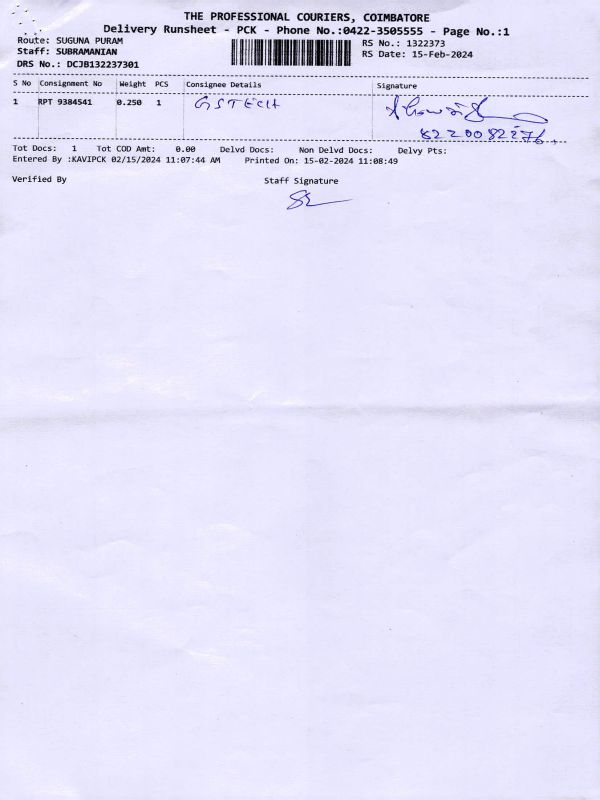 THE PROFESSIONAL COURIERS, COIMBATORE
Delivery Runsheet - PCK - Phone No.:0422-3505555 - Page No.:1
Route: SUGUNA PURAM
RS No.: 1322373
Staff: SUBRAMANIAN
RS Date: 15-Feb-2024
DRS No.: DCJB132237301
S No Consignment No Weight PCS Consignee Details Signature
1 RPT 9384541 0.250 1 GSTECH
8220082276
Tot Docs: 1 Tot COD Amt: 0.00 Delvd Docs: Non Delvd Docs: Delvy Pts:
Entered By :KAVIPCK 02/15/2024 11:07:44 AM Printed On: 15-02-2024 11:08:49
Verified By Staff Signature